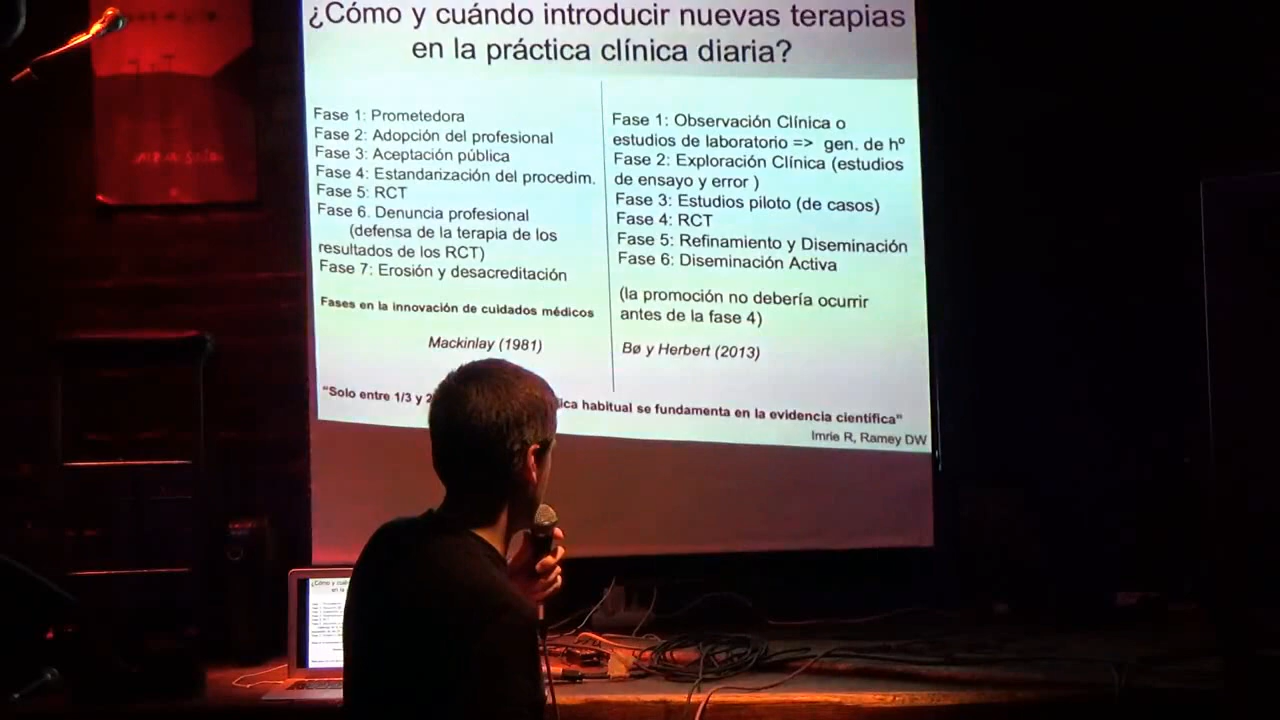 ¿Cómo y cuándo introducir nuevas terapias
en la práctica clínica diaria?
Fase 1: Prometedora
Fase 2: Adopción del profesional
Fase 3: Aceptación pública
Fase 4: Estandarización del procedim.
Fase 5: RCT
Fase 6. Denuncia profesional
(defensa de la terapia de los
resultados de los RCT)
Fase 7: Erosión y desacreditación
Fases en la innovación de cuidados médicos
Mackinlay (1981)
Fase 1: Observación Clínica o
estudios de laboratorio => gen. de hº
Fase 2: Exploración Clínica (estudios
de ensayo y error )
Fase 3: Estudios piloto (de casos)
Fase 4: RCT
Fase 5: Refinamiento y Diseminación
Fase 6: Diseminación Activa
(la promoción no debería ocurrir
antes de la fase 4)
Bø y Herbert (2013)
"Solo entre 1/3 y habitual se fundamenta en la evidencia científica"
Imrie R, Ramey DW